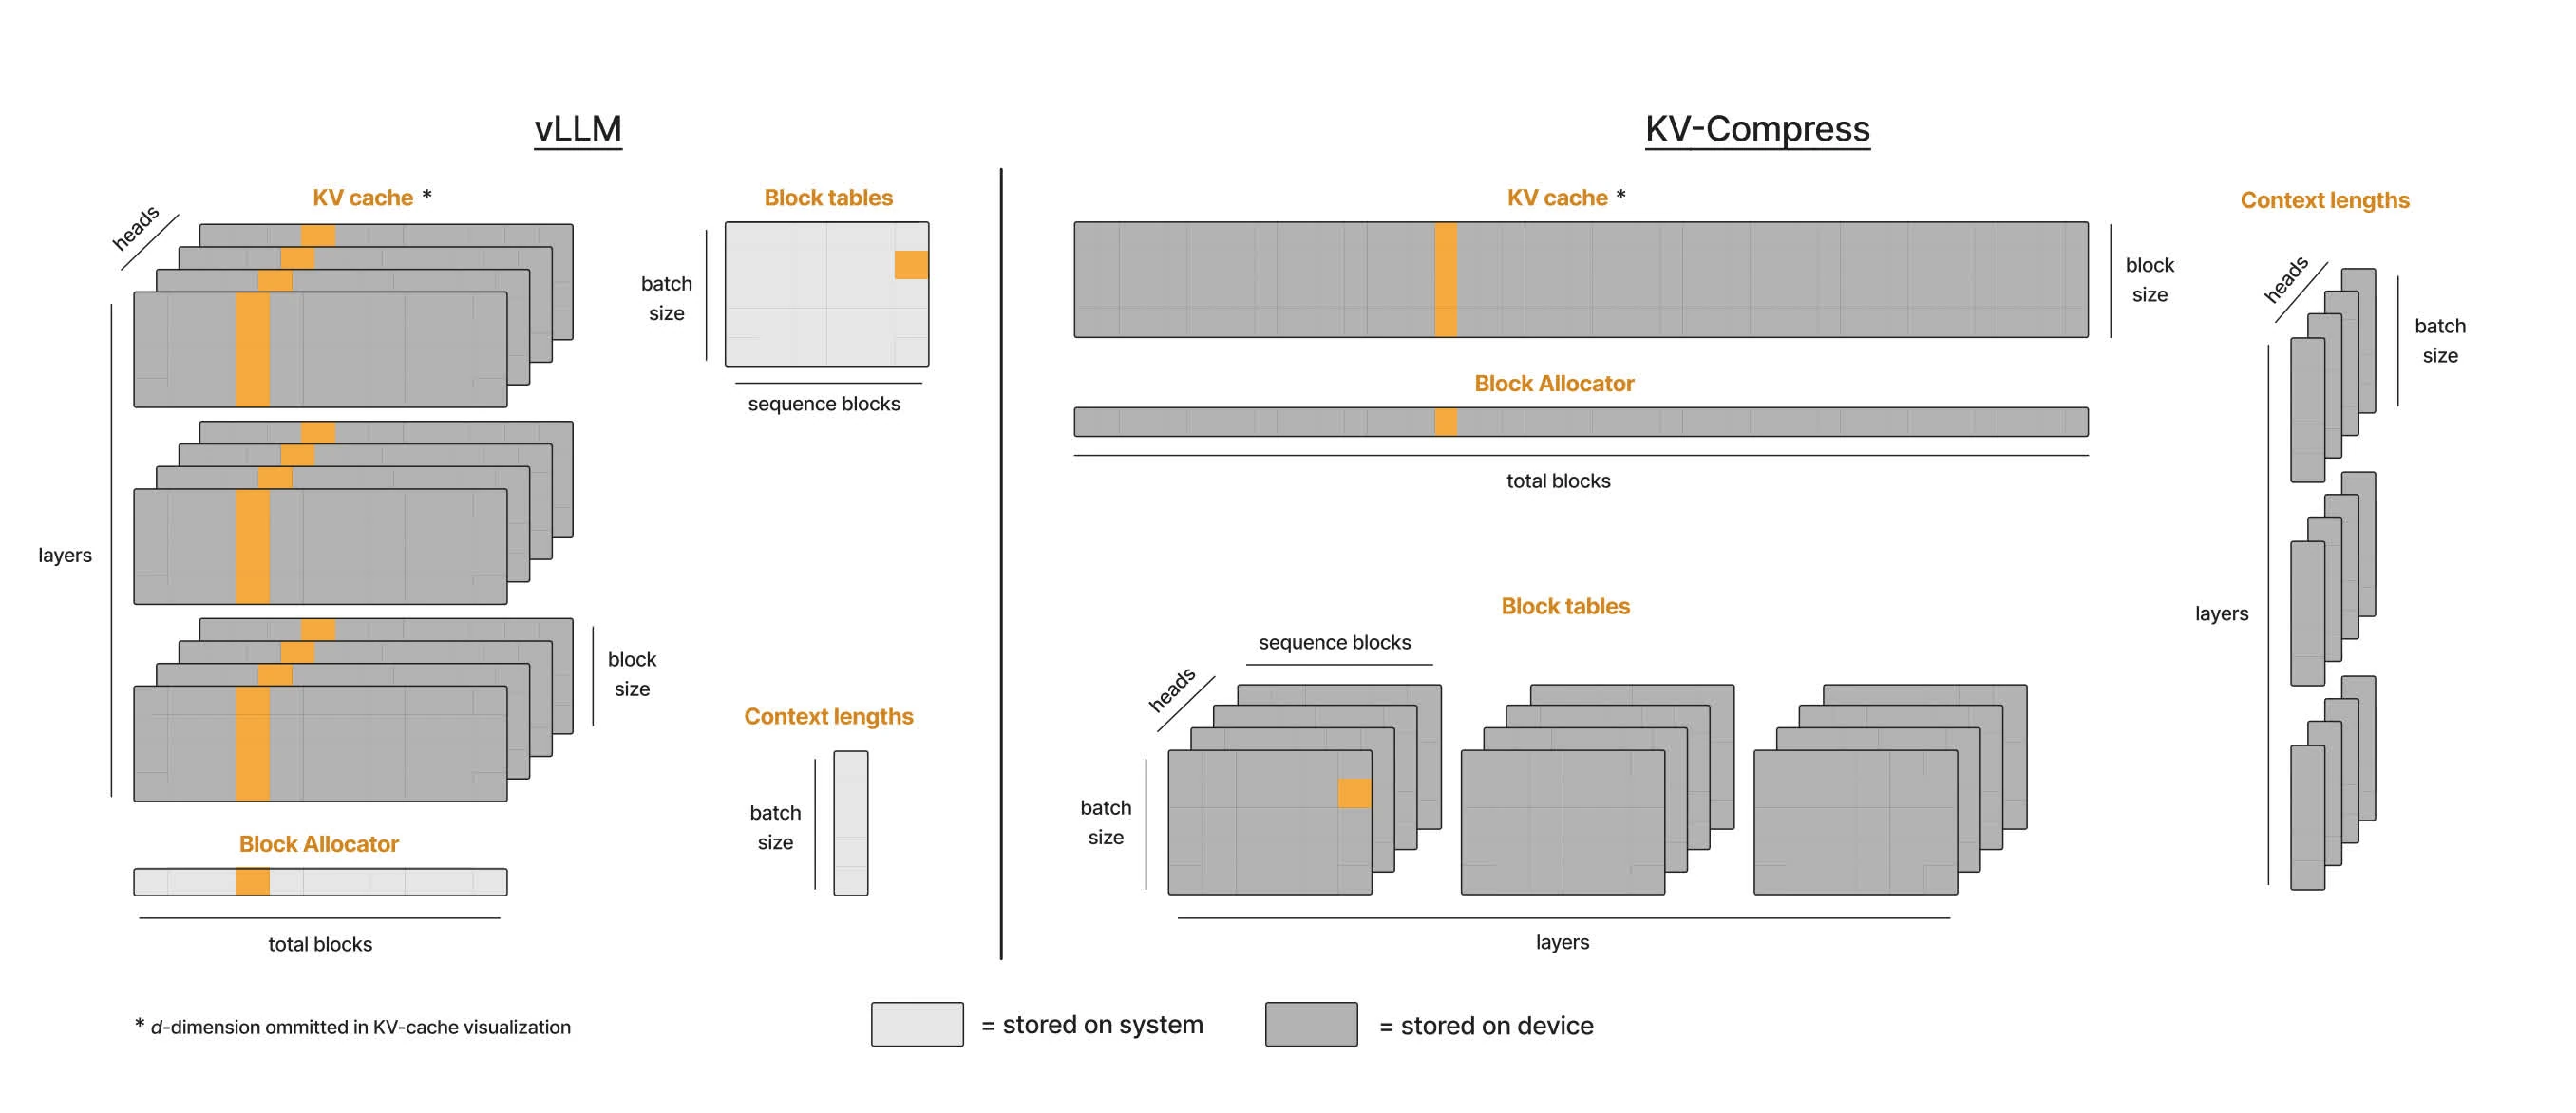 vLLM
KV cache *
heads
layers
block
size
Block Allocator
total blocks
Block tables
batch
size
sequence blocks
Context lengths
batch
size
KV-Compress
KV cache *
block
size
Block Allocator
total blocks
Block tables
sequence blocks
heads
batch
size
layers
Context lengths
heads
batch
size
layers
* d-dimension ommitted in KV-cache visualization
= stored on system
= stored on device